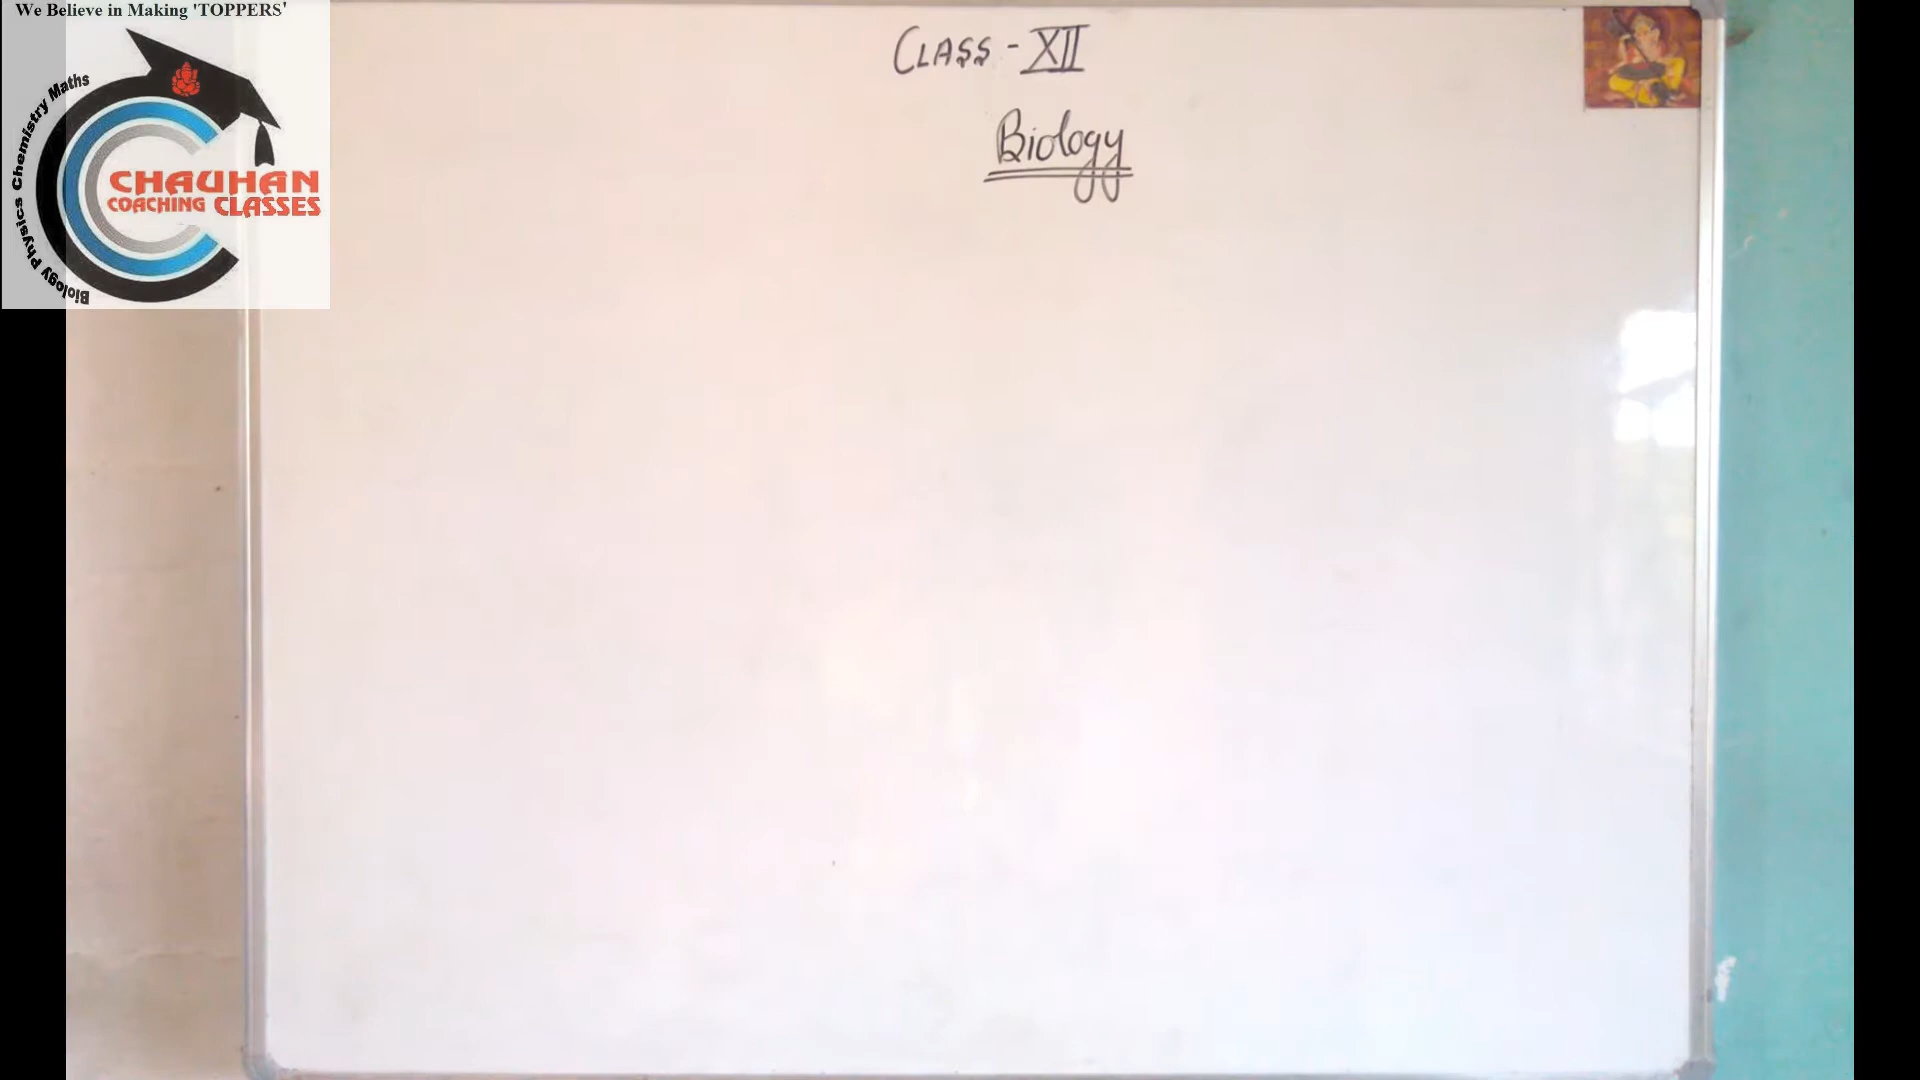 We Believe in Making 'TOPPERS'
Biology Physics Chemistry Maths
CHAUHAN
COACHING CLASSES
CLASS - XII
Biology